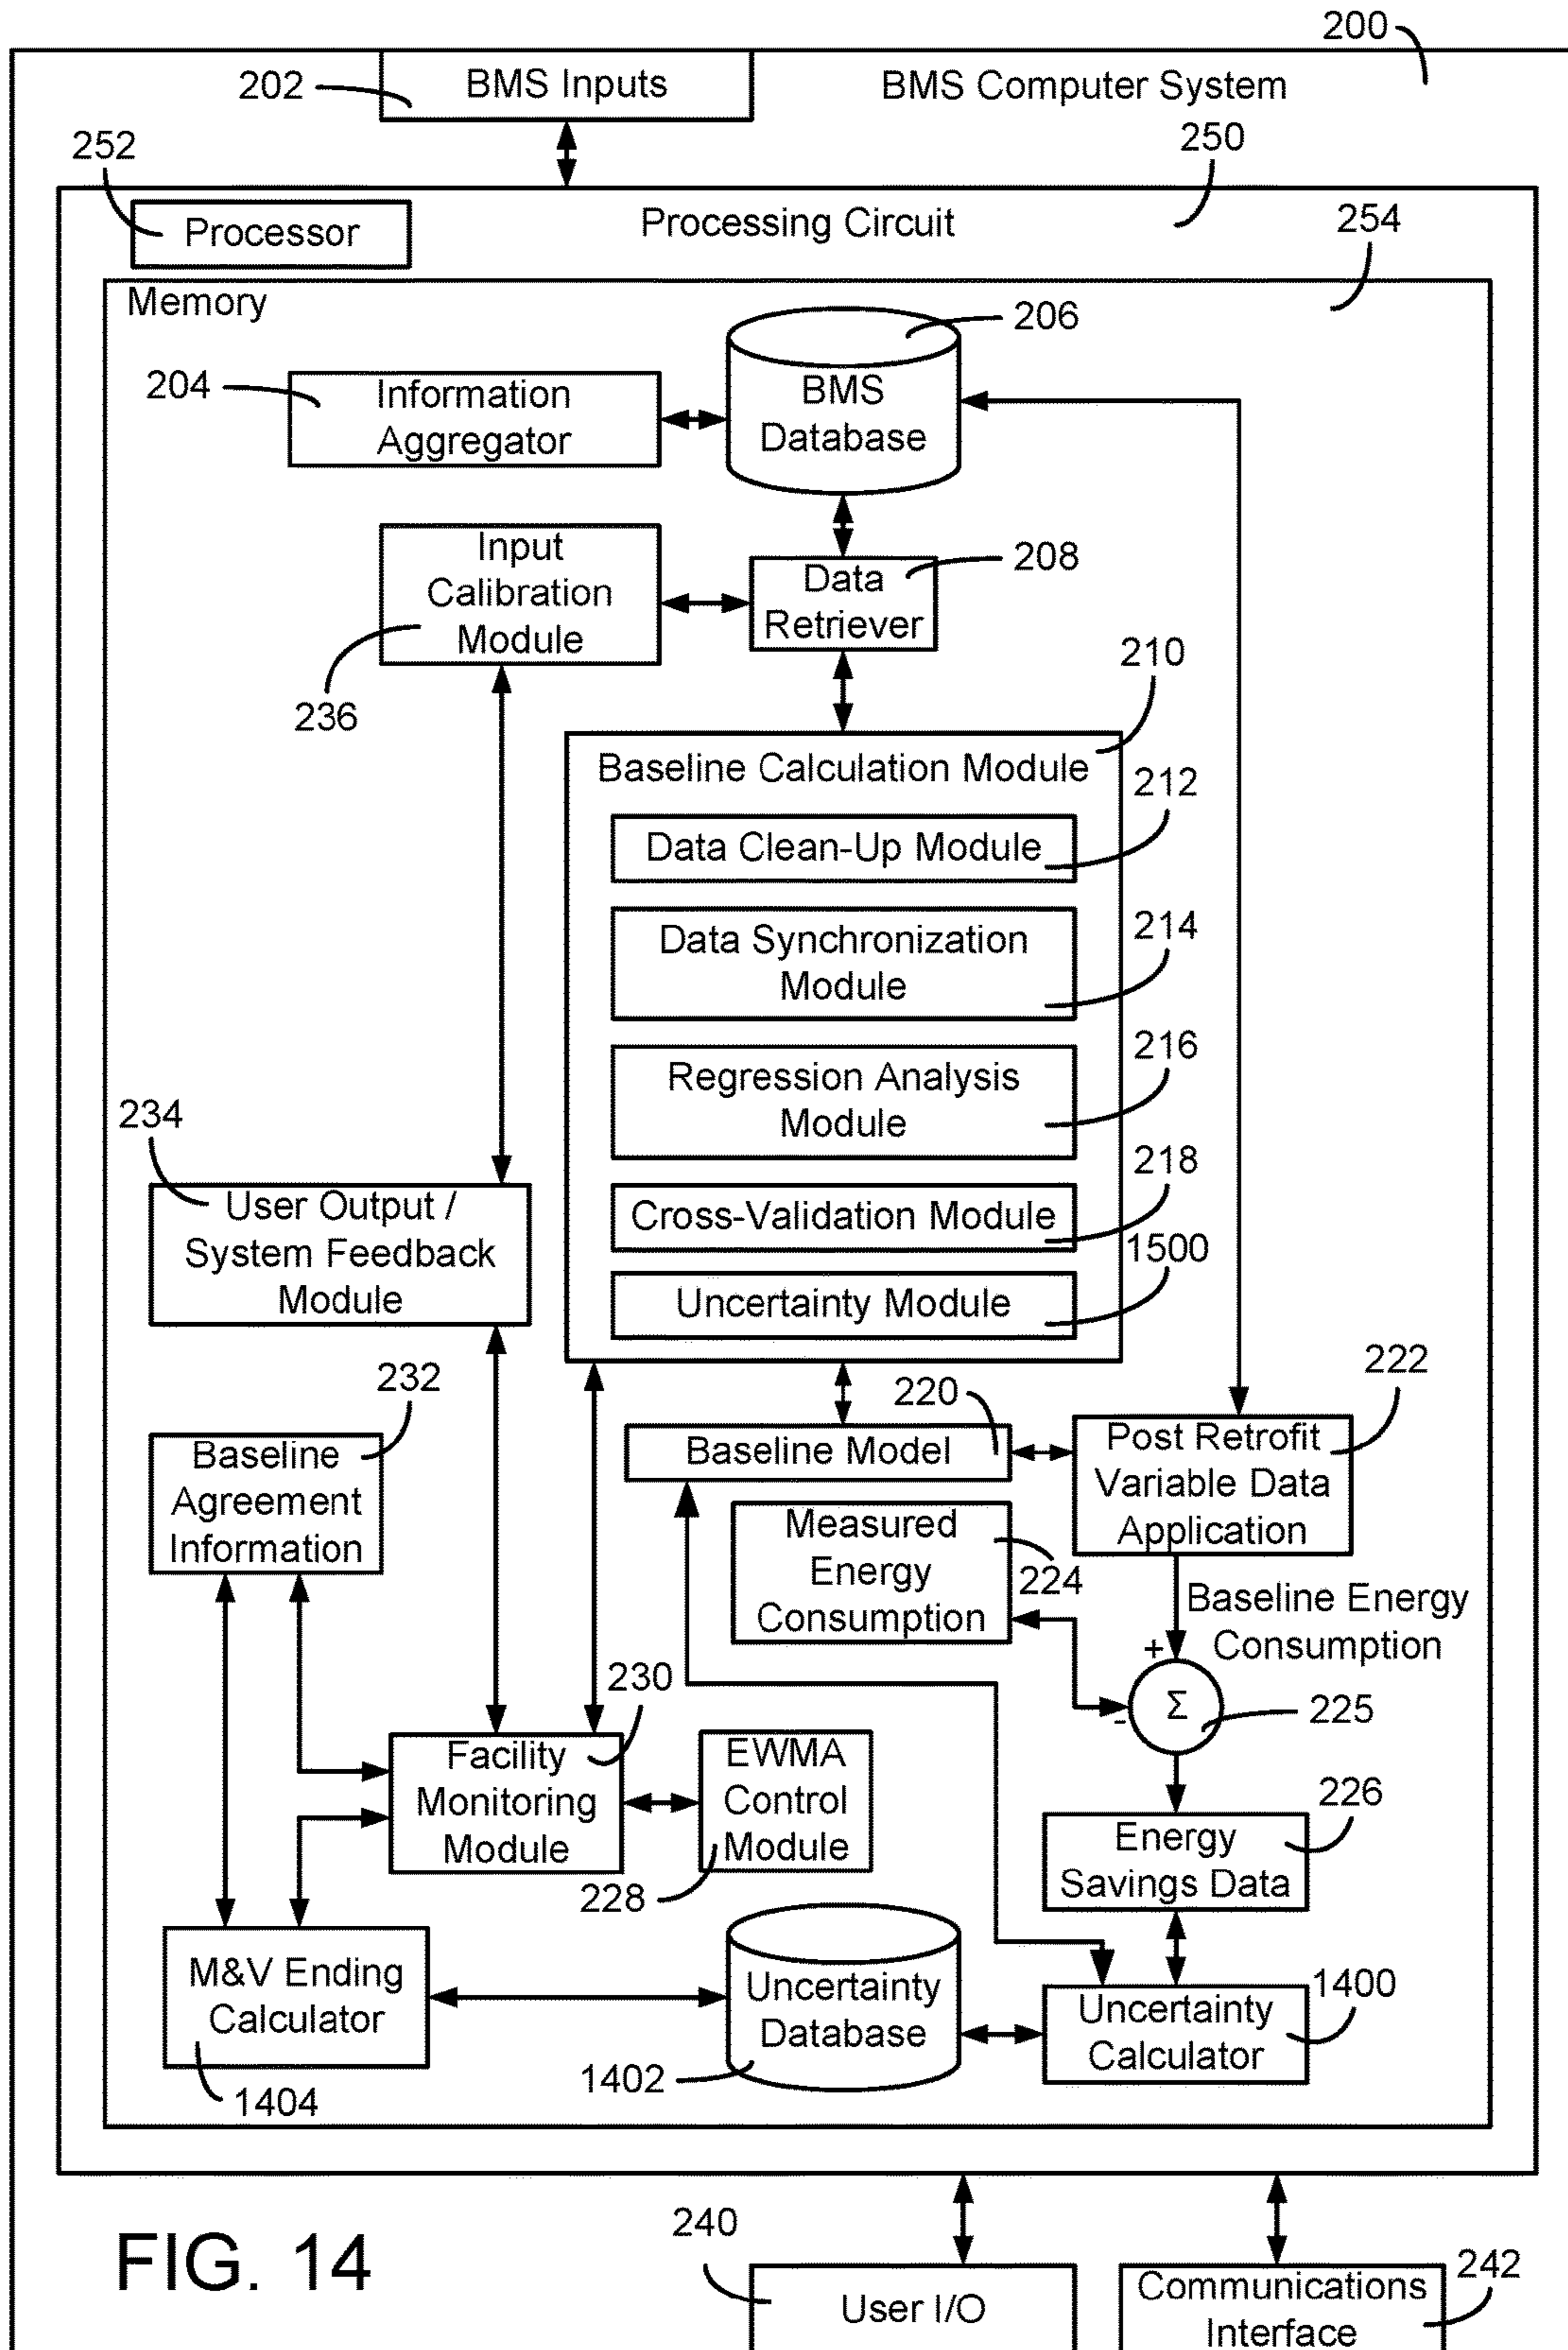 200
202
BMS Inputs
BMS Computer System
252
250
Processor
Processing Circuit
254
Memory
206
204
Information
Aggregator
BMS
Database
Input
Calibration
Module
236
Data
Retriever
208
210
Baseline Calculation Module
212
Data Clean-Up Module
214
Data Synchronization
Module
216
Regression Analysis
Module
218
Cross-Validation Module
1500
Uncertainty Module
234
User Output /
System Feedback
Module
232
Baseline
Agreement
Information
220
Baseline Model
222
Post Retrofit
Variable Data
Application
Measured
Energy
Consumption
224
Baseline Energy
Consumption
+
-
Σ
225
230
Facility
Monitoring
Module
EWMA
Control
Module
228
226
Energy
Savings Data
M&V Ending
Calculator
1404
Uncertainty
Database
1402
1400
Uncertainty
Calculator
FIG. 14
240
User I/O
242
Communications
Interface